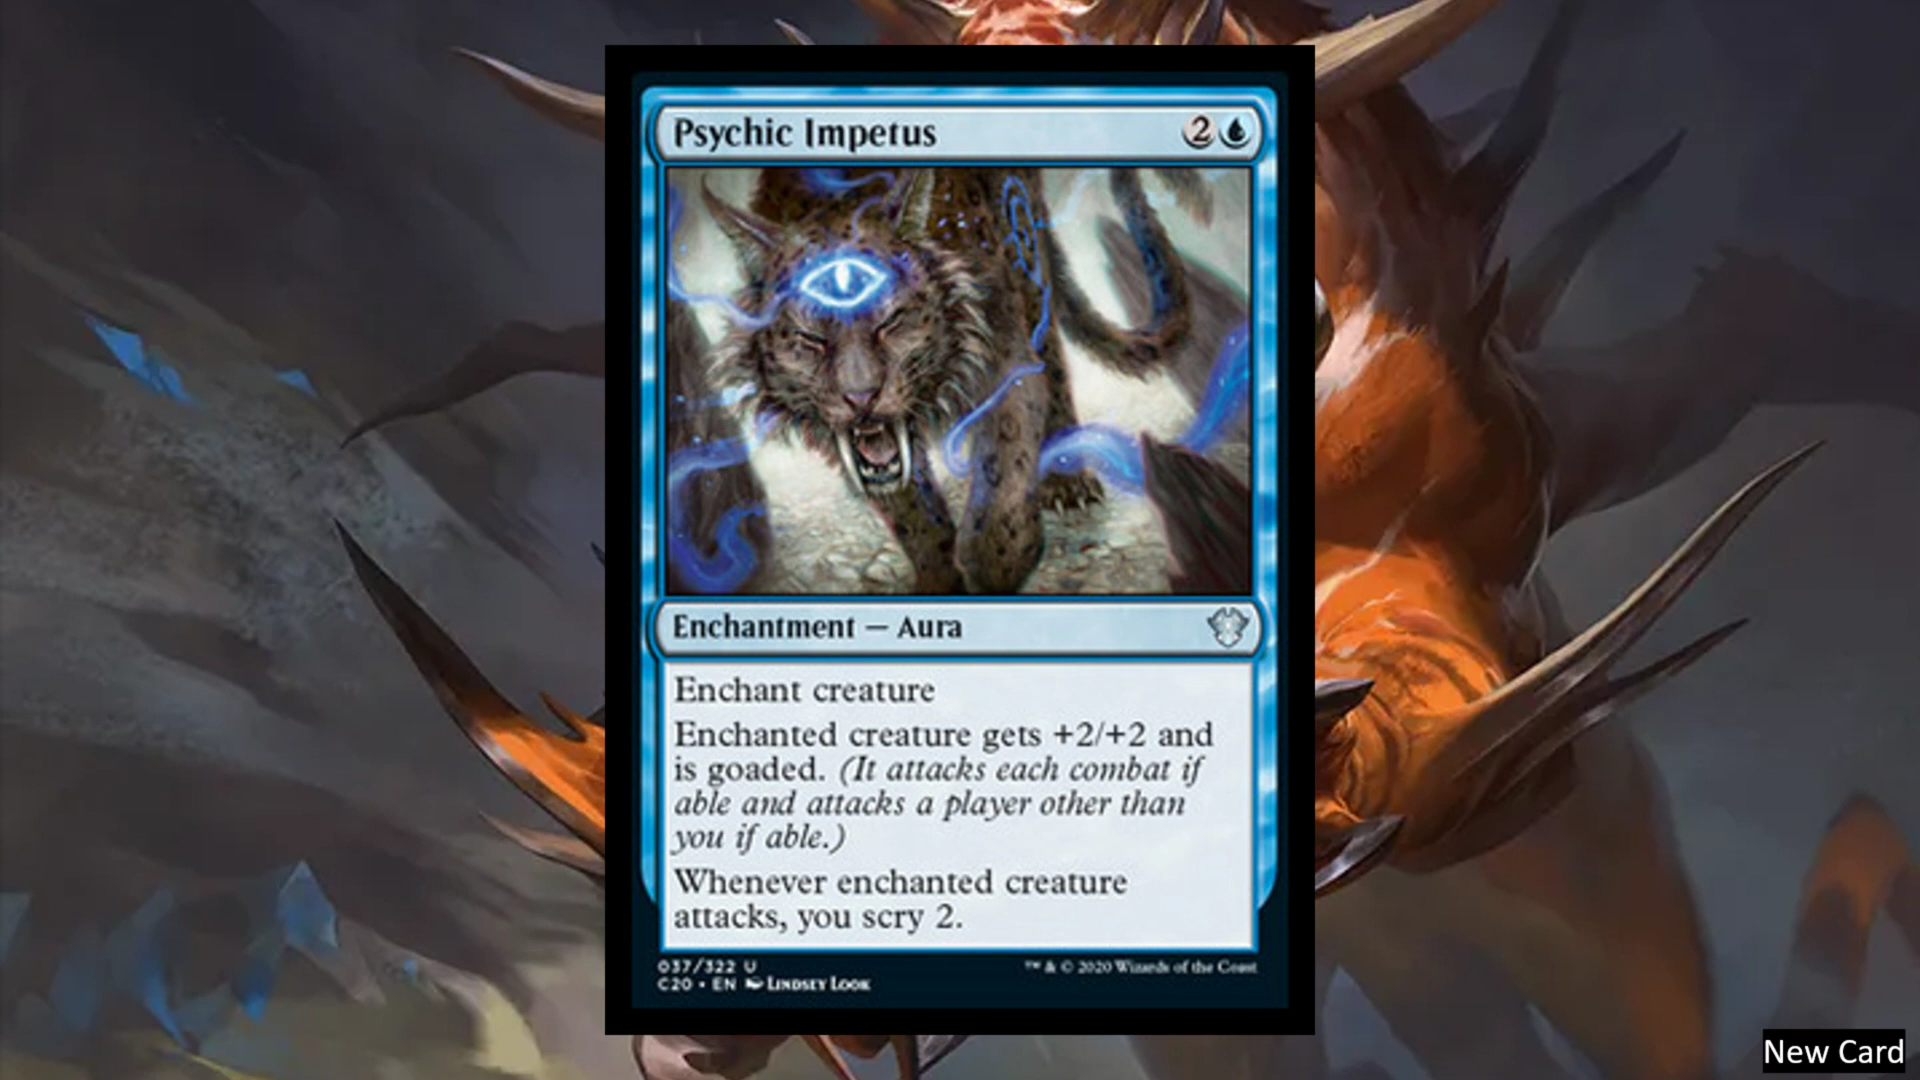 Psychic Impetus 2
Enchantment — Aura
Enchant creature
Enchanted creature gets +2/+2 and
is goaded. (It attacks each combat if
able and attacks a player other than
you if able.)
Whenever enchanted creature
attacks, you scry 2.
037/322 U
™ & © 2020 Wizards of the Coast
C20 • EN LINDSEY LOOK
New Card